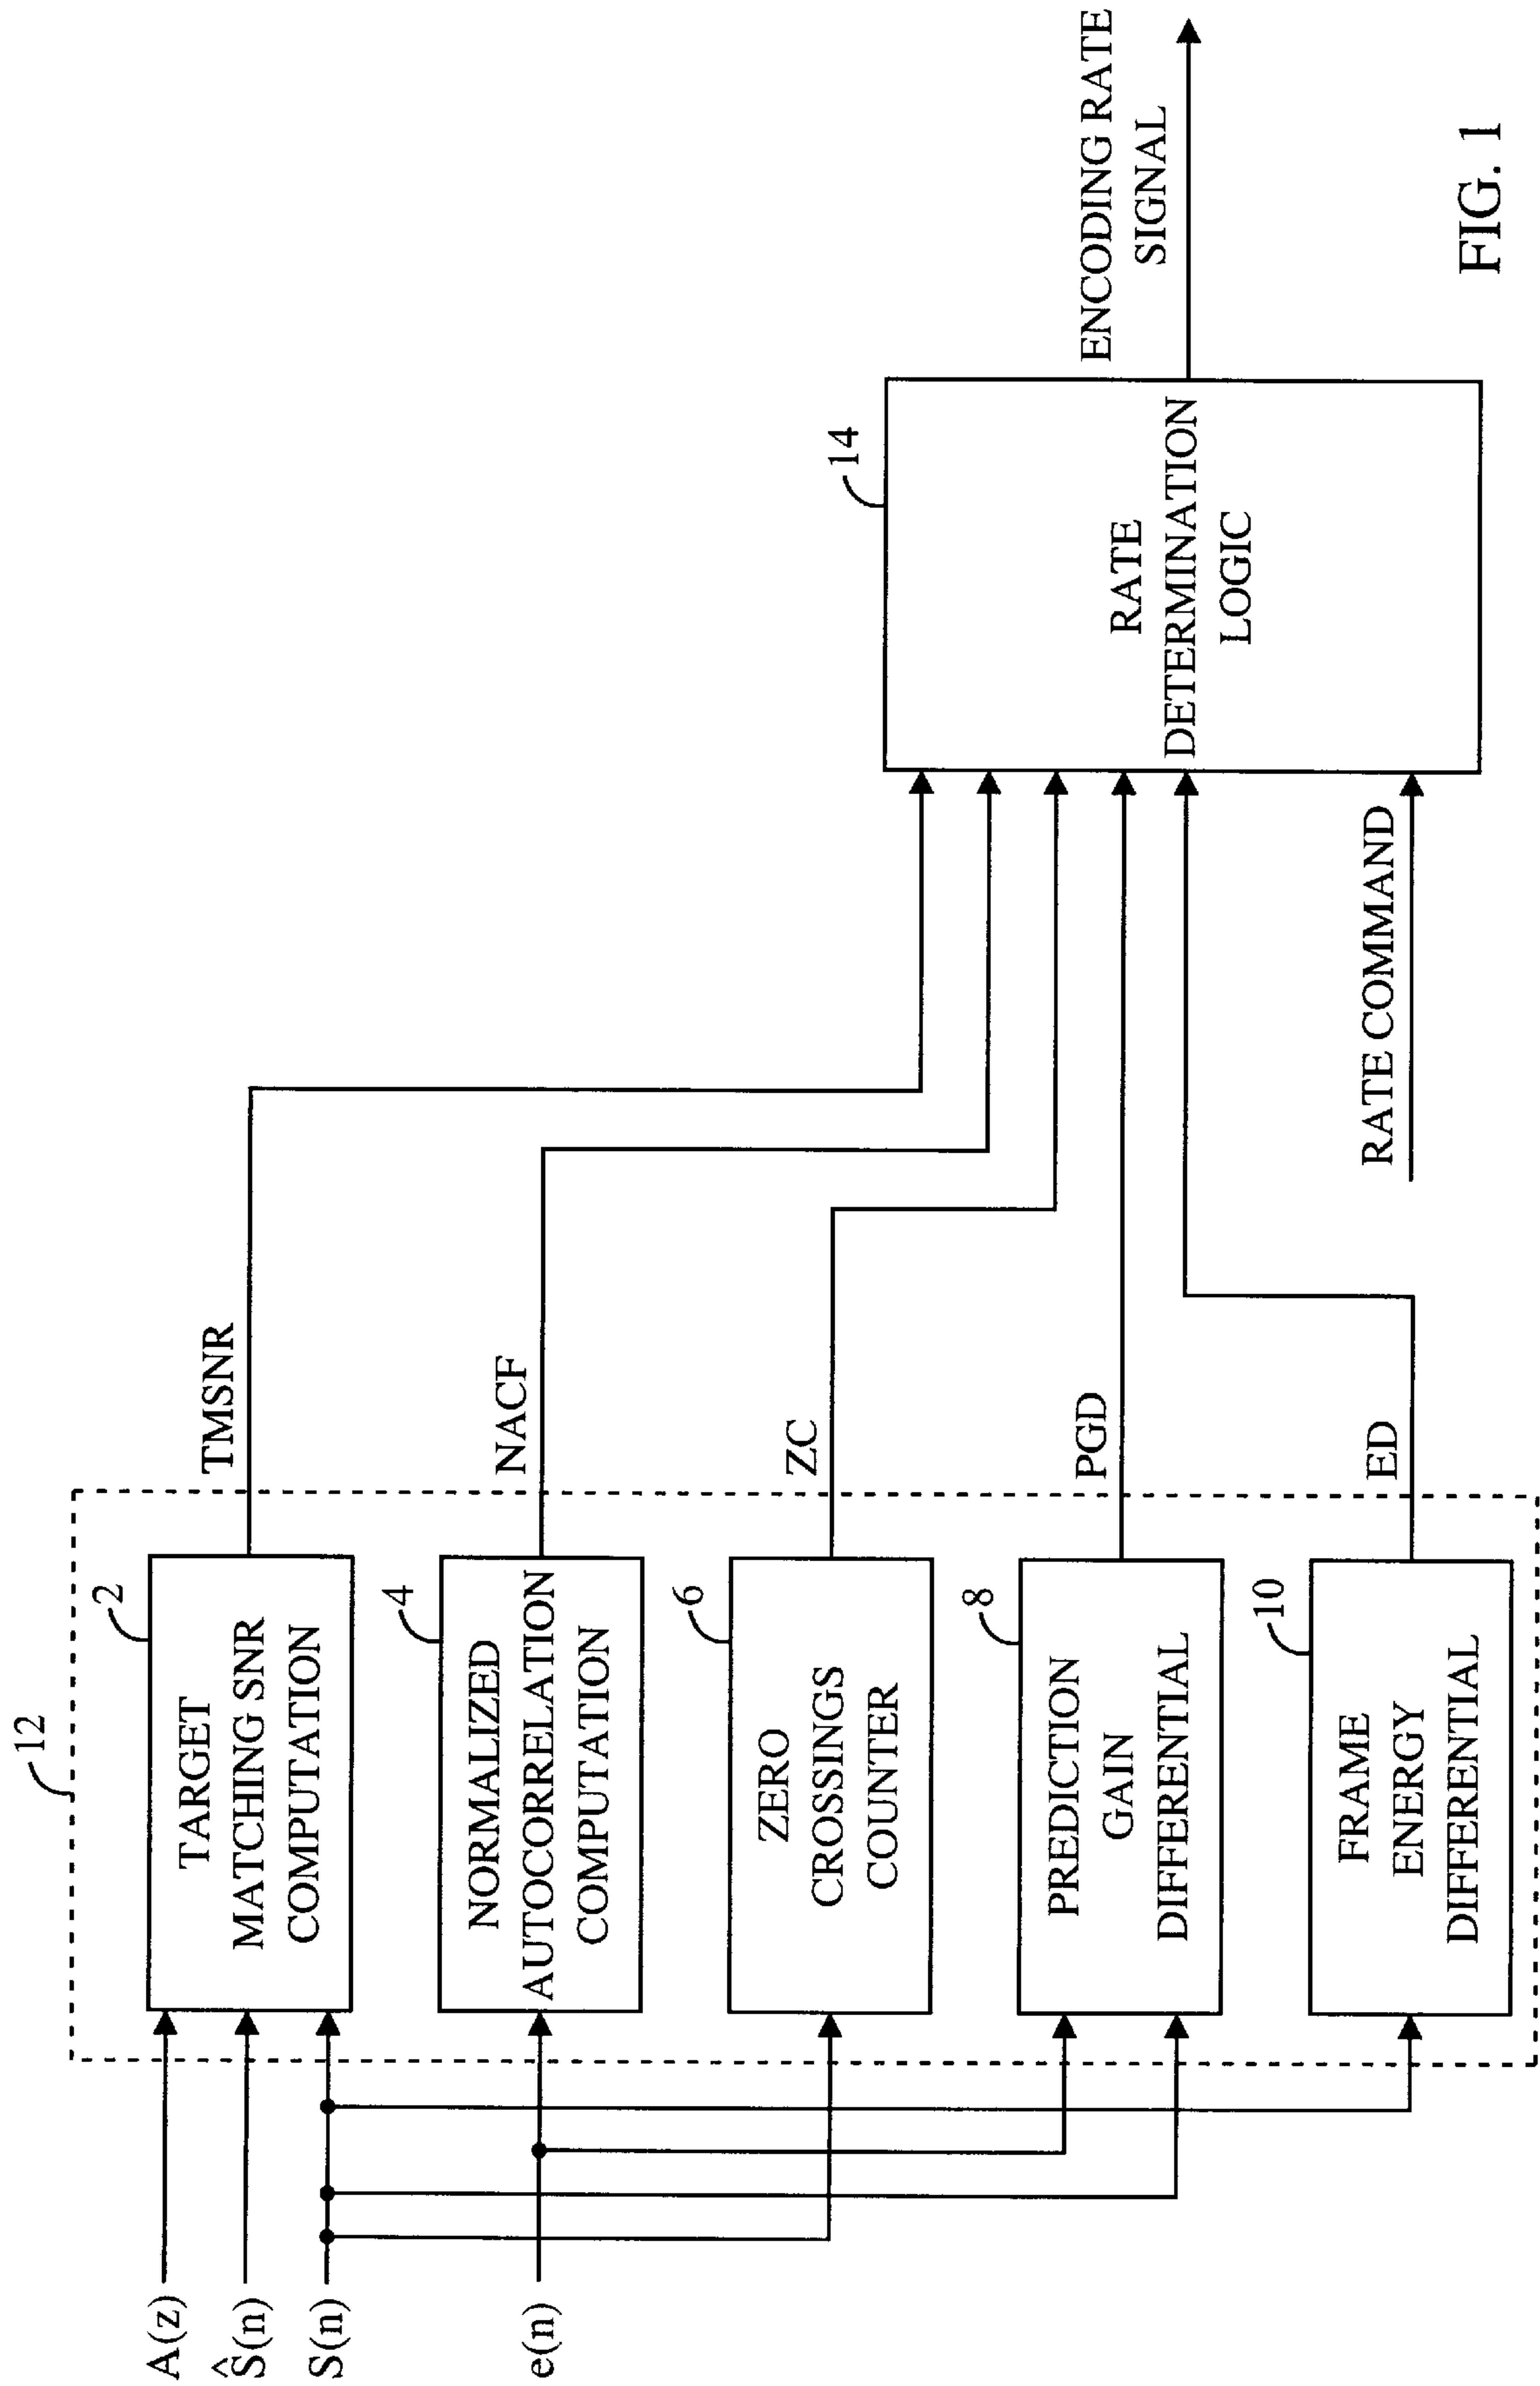 12
A(z)
Ŝ(n)
S(n)
e(n)
2
TARGET
MATCHING SNR
COMPUTATION
TMSNR
4
NORMALIZED
AUTOCORRELATION
COMPUTATION
NACF
6
ZERO
CROSSINGS
COUNTER
ZC
8
PREDICTION
GAIN
DIFFERENTIAL
PGD
10
FRAME
ENERGY
DIFFERENTIAL
ED
RATE COMMAND
14
RATE
DETERMINATION
LOGIC
ENCODING RATE
SIGNAL
FIG. 1